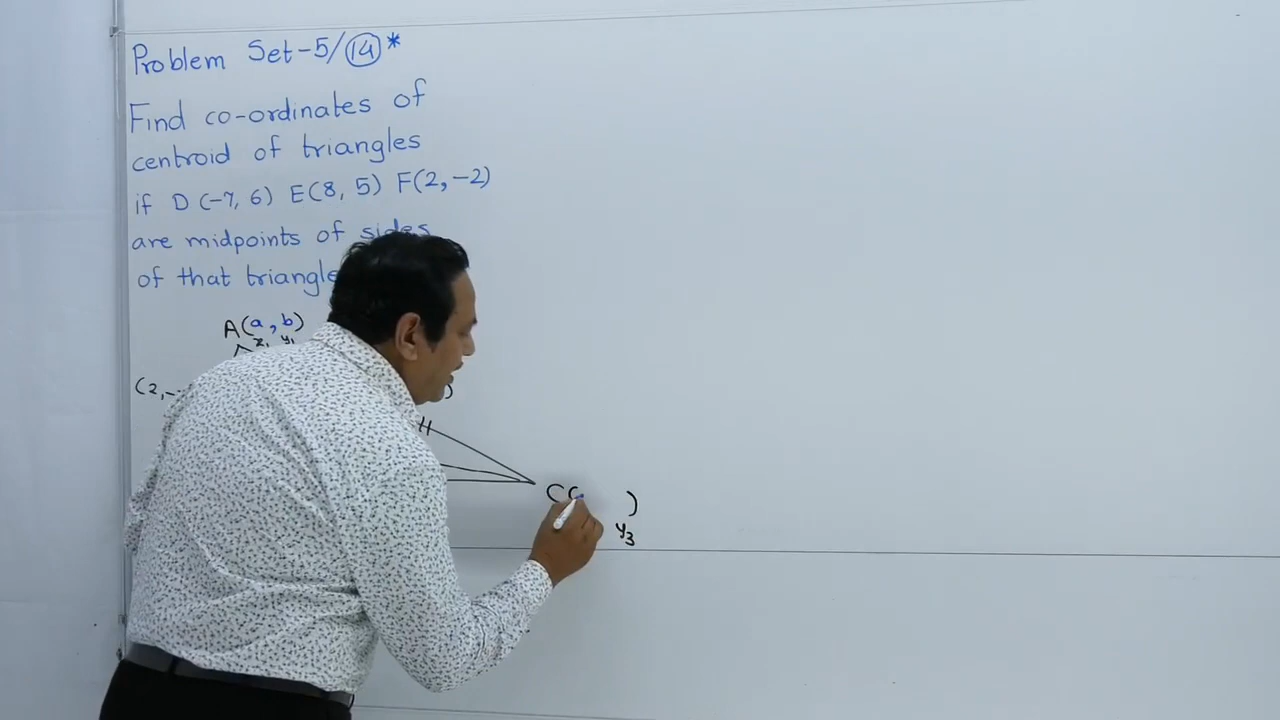 Problem Set-5/14*
Find co-ordinates of
centroid of triangles
if D(-7, 6) E(8, 5) F(2, -2)
are midpoints of sides
of that triangle
A(a, b)
x₁ y₁
(2,-
)
C( )
y₃